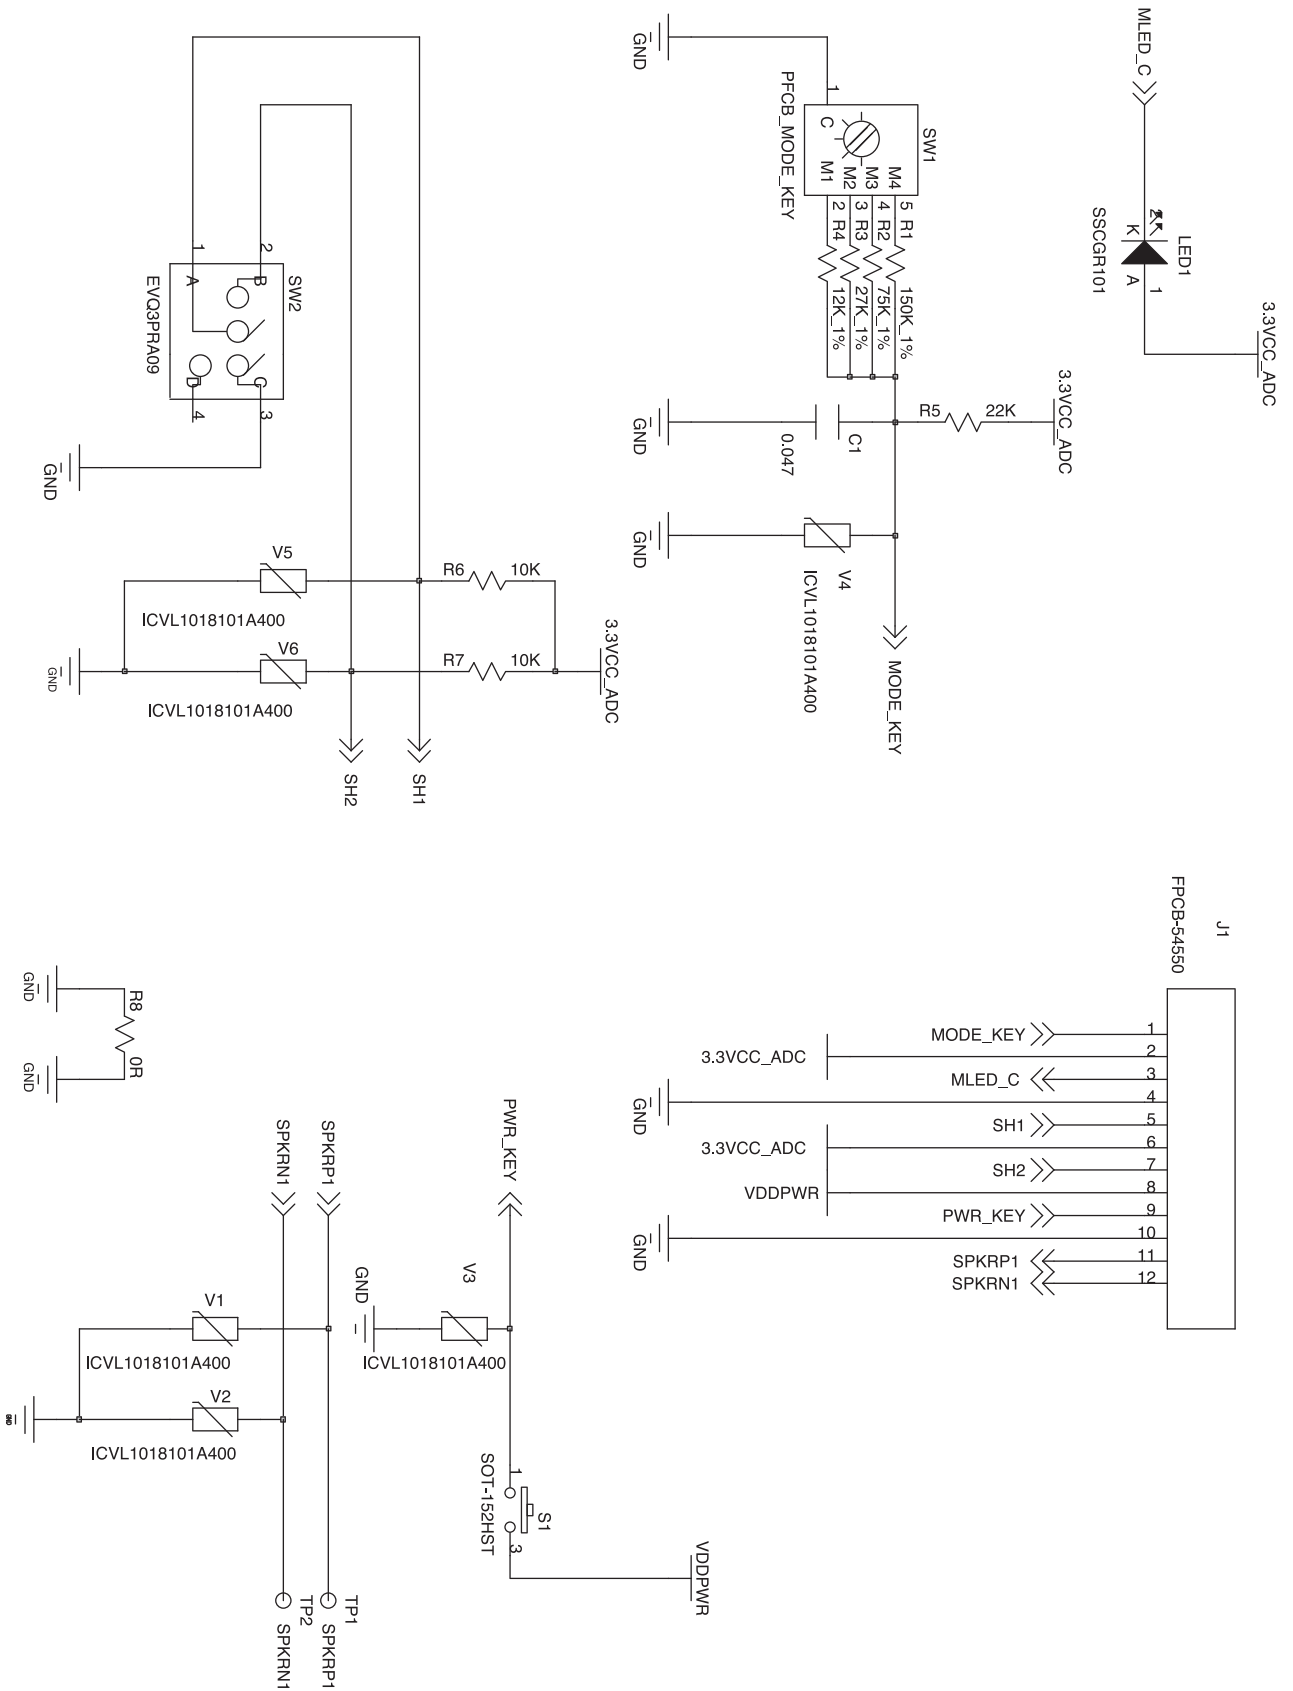 MLED_C
2
K
A
1
LED1
SSCGR101
3.3VCC_ADC
GND
1
C
M1
M2
M3
M4
SW1
PFCB_MODE_KEY
5 R1 150K_1%
4 R2 75K_1%
3 R3 27K_1%
2 R4 12K_1%
R5 22K
3.3VCC_ADC
C1
0.047
GND
V4
ICVL1018101A400
GND
MODE_KEY
1
2
A
B
C
D
3
4
SW2
EVQ3PRA09
GND
V5
ICVL1018101A400
V6
ICVL1018101A400
GND
R6 10K
R7 10K
3.3VCC_ADC
SH1
SH2
J1
FPCB-54550
MODE_KEY 1
3.3VCC_ADC 2
MLED_C 3
GND 4
SH1 5
3.3VCC_ADC 6
SH2 7
VDDPWR 8
PWR_KEY 9
GND 10
SPKRP1 11
SPKRN1 12
R8 0R
GND
GND
PWR_KEY
V3
ICVL1018101A400
GND
1
3
S1
SOT-152HST
VDDPWR
SPKRP1
SPKRN1
V1
ICVL1018101A400
V2
ICVL1018101A400
GND
TP1
SPKRP1
TP2
SPKRN1